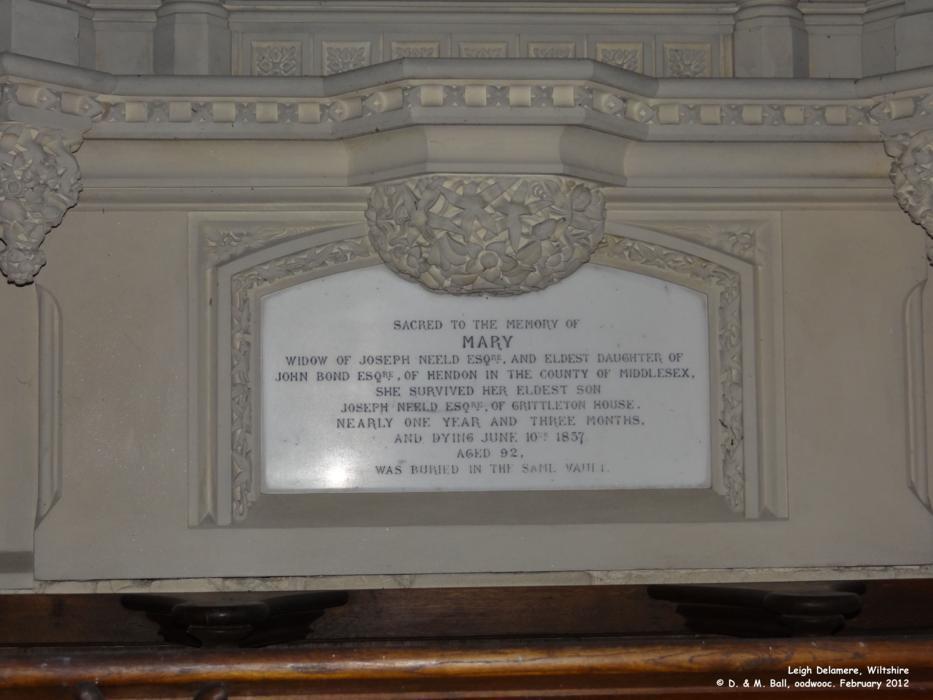 SACRED TO THE MEMORY OF
MARY
WIDOW OF JOSEPH NEELD ESQRE, AND ELDEST DAUGHTER OF
JOHN BOND ESQRE, OF HENDON IN THE COUNTY OF MIDDLESEX,
SHE SURVIVED HER ELDEST SON
JOSEPH NEELD ESQRE, OF GRITTLETON HOUSE.
NEARLY ONE YEAR AND THREE MONTHS.
AND DYING JUNE 10TH 1857
AGED 92,
WAS BURIED IN THE SAME VAULT.
Leigh Delamere, Wiltshire
© D. & M. Ball, oodwooc. February 2012